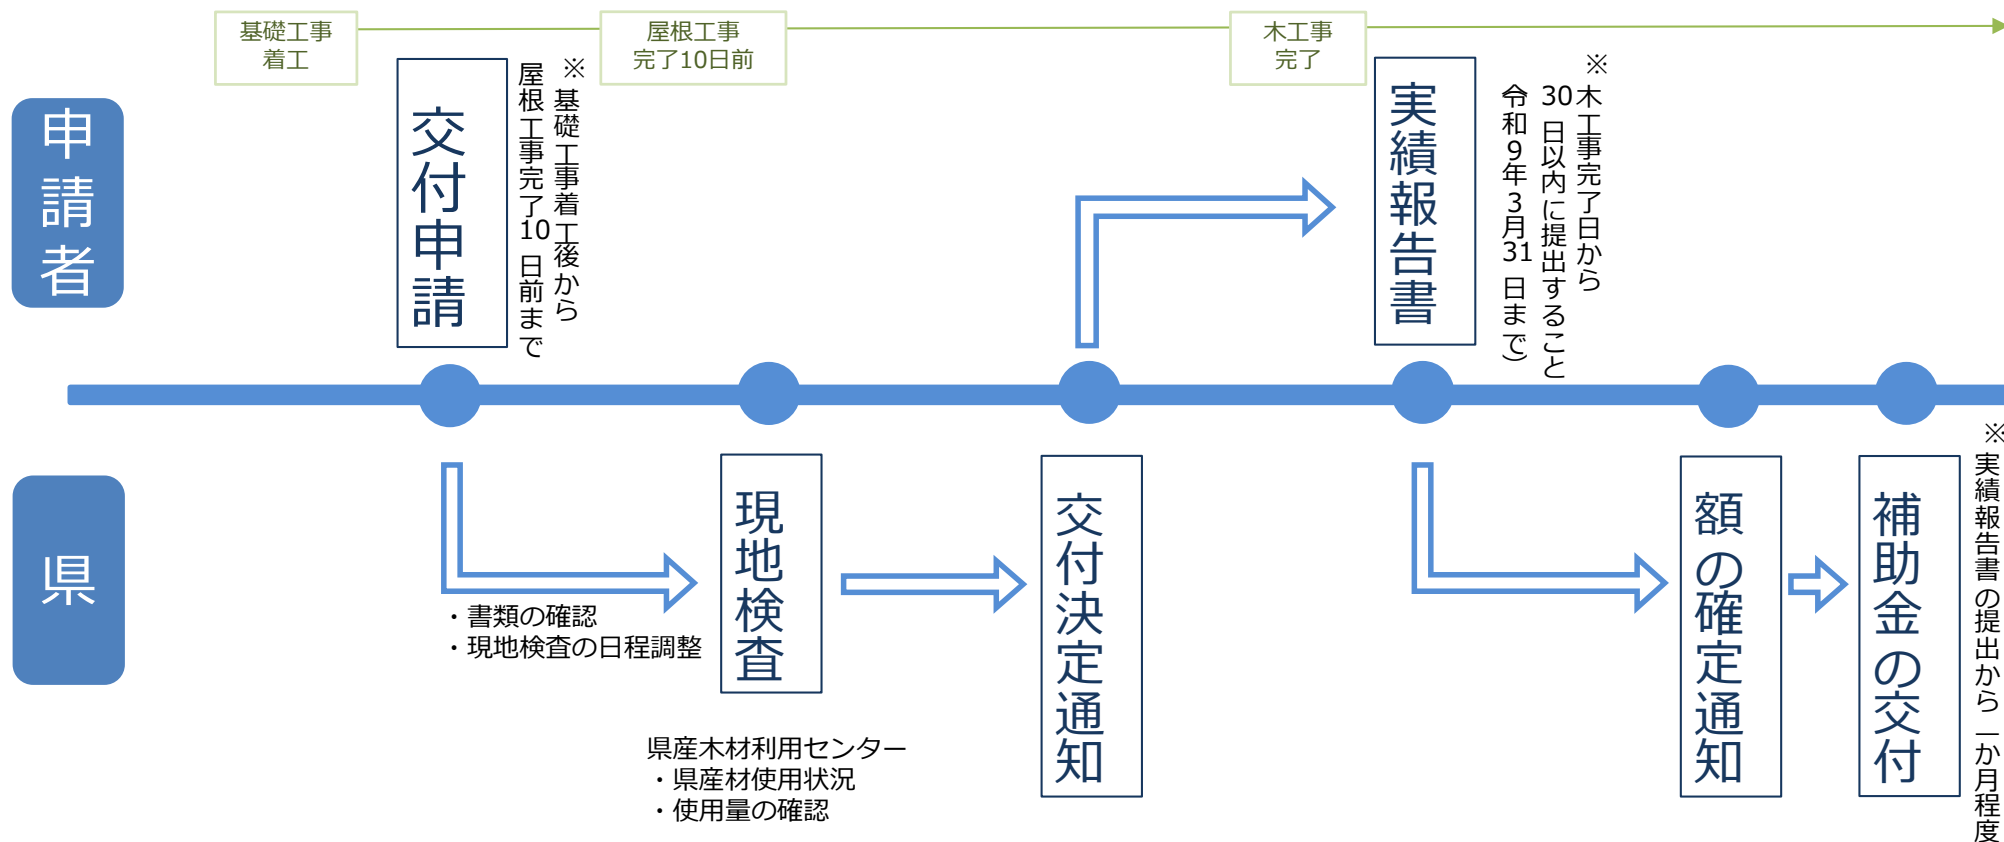 基礎工事
着工
屋根工事
完了10日前
木工事
完了
申請者
交付申請
※基礎工事着工後から
屋根工事完了10日前まで
実績報告書
※木工事完了日から
30日以内に提出すること
令和9年3月31日まで）
県
・書類の確認
・現地検査の日程調整
現地検査
県産木材利用センター
・県産材使用状況
・使用量の確認
交付決定通知
額の確定通知
補助金の交付
※実績報告書の提出から一か月程度